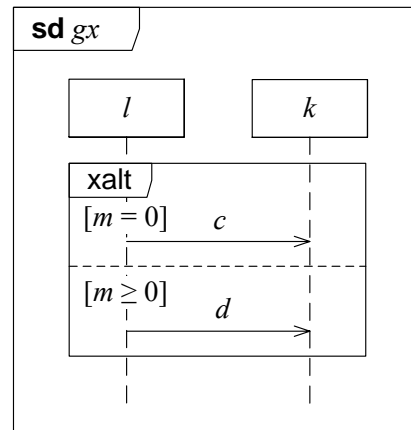 sd gx
l k
xalt
[m = 0] c
[m ≥ 0]
d